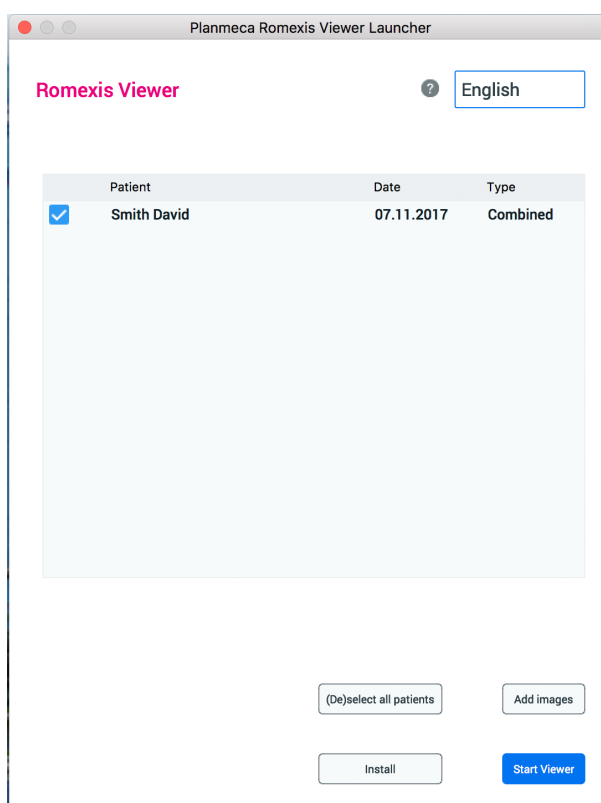 Planmeca Romexis Viewer Launcher
Romexis Viewer ? English
Patient Date Type
Smith David 07.11.2017 Combined
(De)select all patients Add images
Install Start Viewer